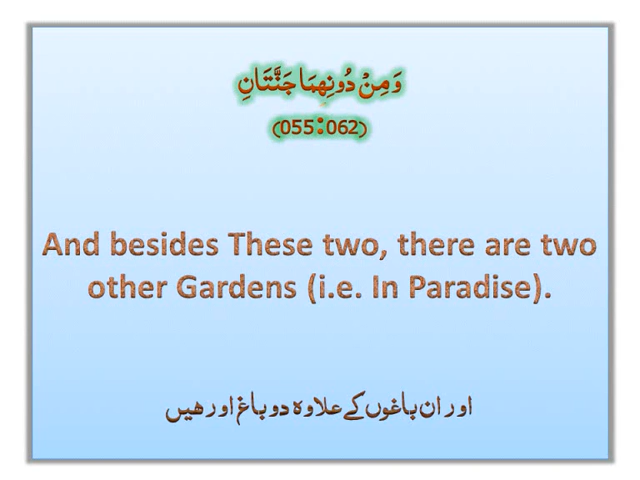 وَمِنْ دُونِهِمَا جَنَّتَانِ
(055:062)
And besides These two, there are two
other Gardens (i.e. In Paradise).
اور ان باغوں کے علاوہ دو باغ اور هیں